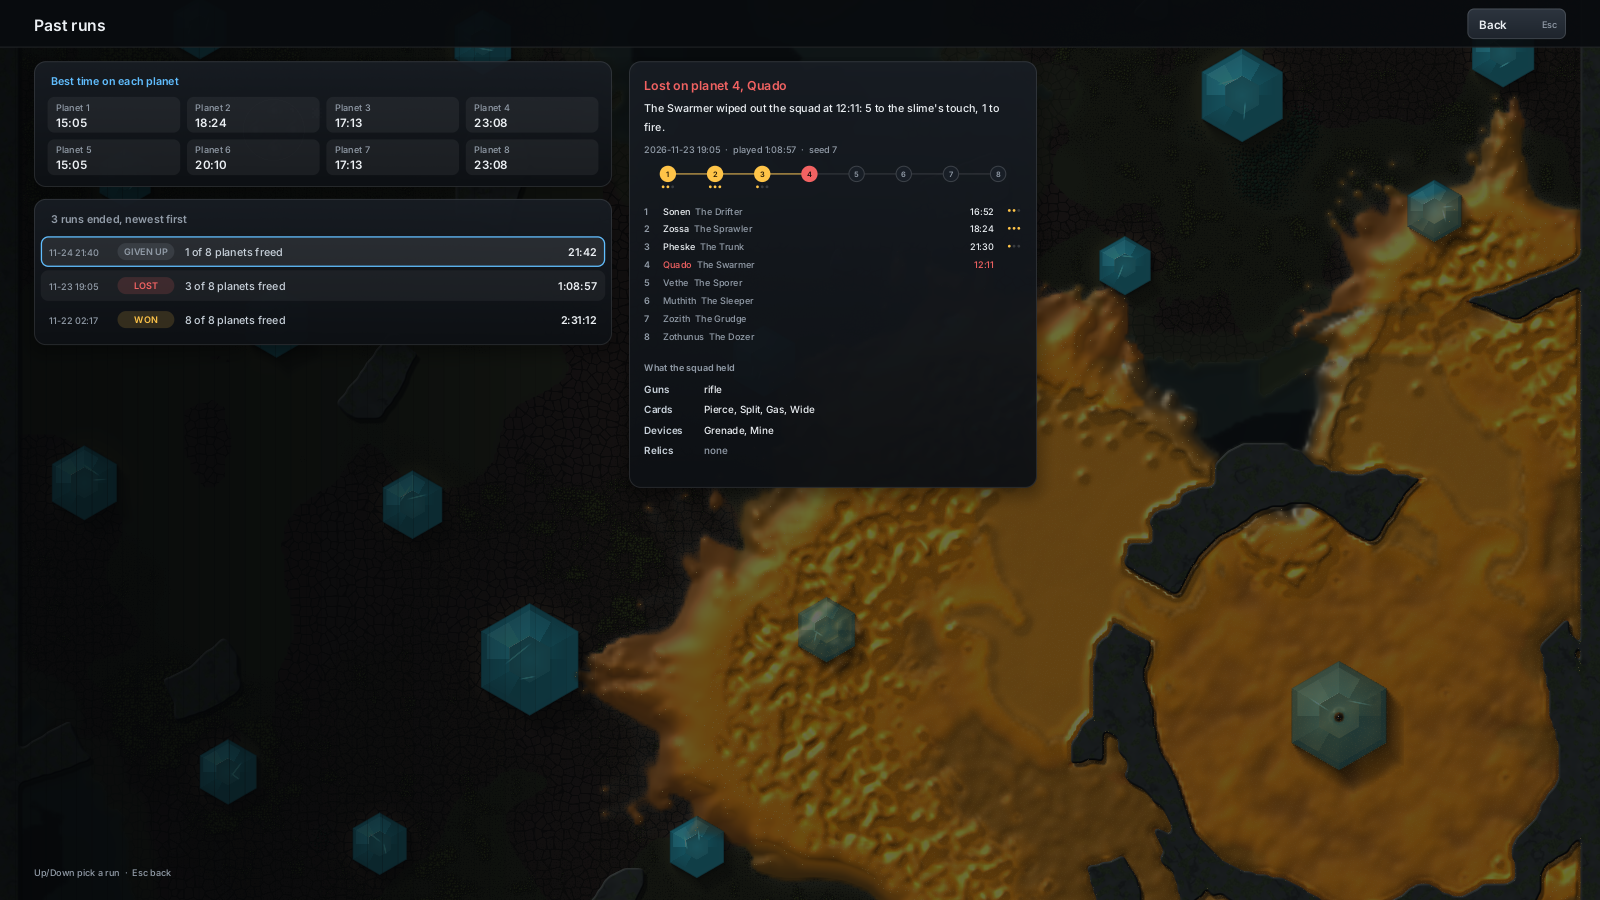 Past runs
Back Esc
Best time on each planet
Planet 1 Planet 2 Planet 3 Planet 4
15:05 18:24 17:13 23:08
Planet 5 Planet 6 Planet 7 Planet 8
15:05 20:10 17:13 23:08
3 runs ended, newest first
11-24 21:40 GIVEN UP 1 of 8 planets freed 21:42
11-23 19:05 LOST 3 of 8 planets freed 1:08:57
11-22 02:17 WON 8 of 8 planets freed 2:31:12
Lost on planet 4, Quado
The Swarmer wiped out the squad at 12:11: 5 to the slime's touch, 1 to
fire.
2026-11-23 19:05 · played 1:08:57 · seed 7
1 2 3 4 5 6 7 8
1 Sonen The Drifter 16:52
2 Zossa The Sprawler 18:24
3 Pheske The Trunk 21:30
4 Quado The Swarmer 12:11
5 Vethe The Sporer
6 Muthith The Sleeper
7 Zozith The Grudge
8 Zothunus The Dozer
What the squad held
Guns rifle
Cards Pierce, Split, Gas, Wide
Devices Grenade, Mine
Relics none
Up/Down pick a run · Esc back